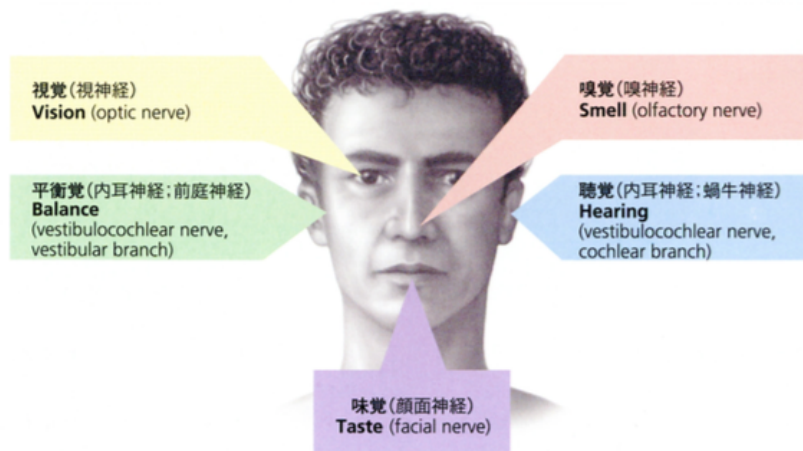 視覚(視神経)
Vision (optic nerve)
嗅覚(嗅神経)
Smell (olfactory nerve)
平衡覚(内耳神経:前庭神経)
Balance
(vestibulocochlear nerve,
vestibular branch)
聴覚(内耳神経:蝸牛神経)
Hearing
(vestibulocochlear nerve,
cochlear branch)
味覚(顔面神経)
Taste (facial nerve)